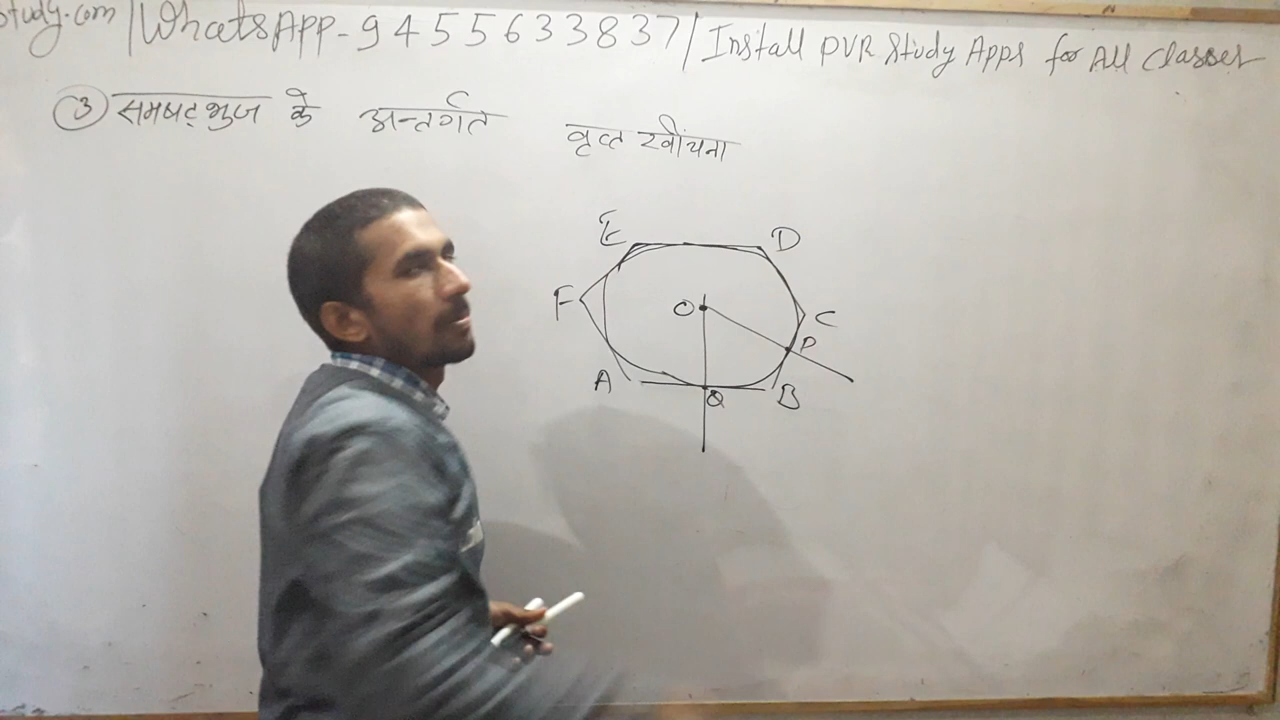 Study.com | WhatsApp - 9455633837 / Install PVR Study Apps for All Classes
3 समषट्भुज के अन्तर्गत वृत्त खींचना
E D
F O C
P
A Q B